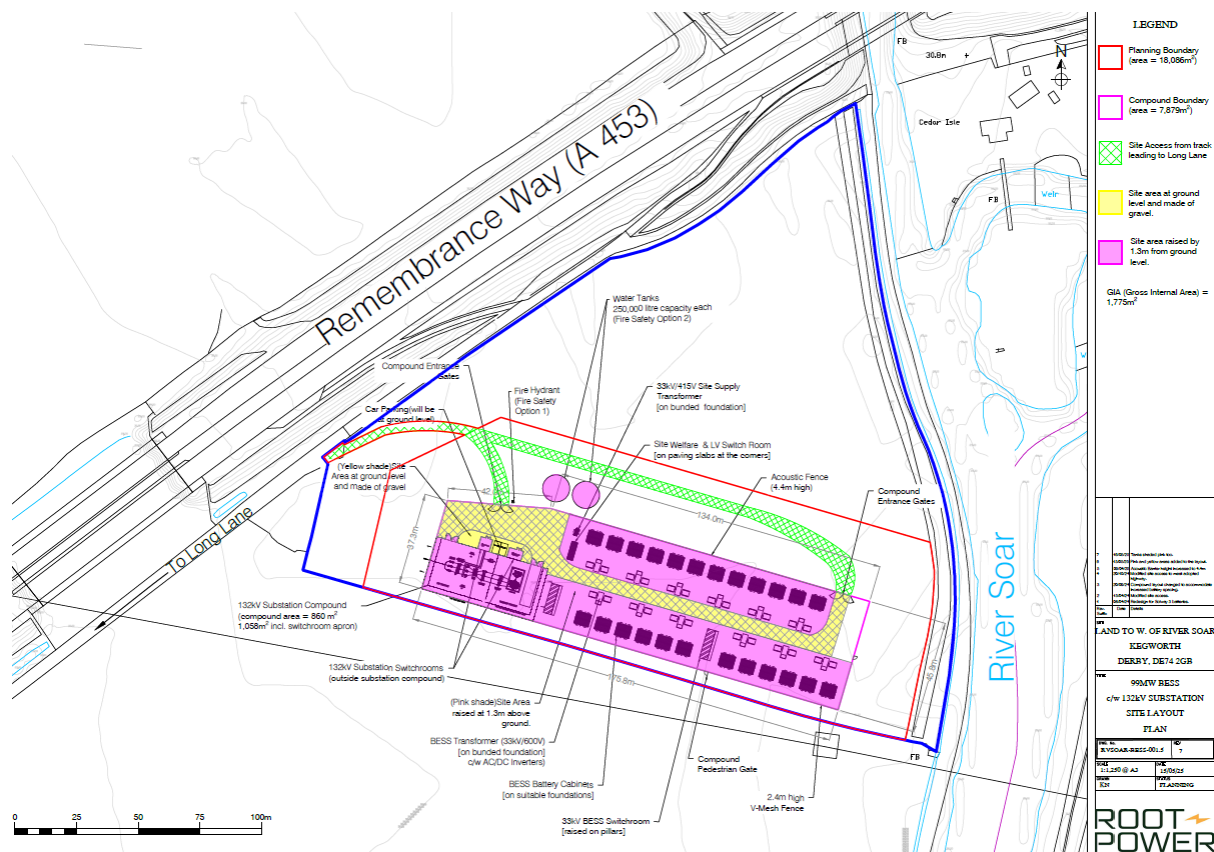 Remembrance Way (A 453)
FB
30.8m +
N
Cedar Isle
FB
Weir
W
River Soar
FB
To Long Lane
Water Tanks
250,000 litre capacity each
(Fire Safety Option 2)
Compound Entrance
Gates
Fire Hydrant
(Fire Safety
Option 1)
33kV/415V Site Supply
Transformer
[on bunded foundation]
Car Parking(will be
at ground level)
Site Welfare & LV Switch Room
[on paving slabs at the corners]
(Yellow shade)Site
Area at ground level
and made of gravel
Acoustic Fence
(4.4m high)
Compound
Entrance Gates
134.0m
37.3m
45.8m
175.8m
132kV Substation Compound
(compound area = 860 m²
1,058m² incl. switchroom apron)
132kV Substation Switchrooms
(outside substation compound)
(Pink shade)Site Area
raised at 1.3m above
ground.
BESS Transformer (33kV/600V)
[on bunded foundation]
c/w AC/DC Inverters)
BESS Battery Cabinets
[on suitable foundations]
33kV BESS Switchroom
[raised on pillars]
Compound
Pedestrian Gate
2.4m high
V-Mesh Fence
0 25 50 75 100m
LEGEND
Planning Boundary
(area = 18,086m²)
Compound Boundary
(area = 7,879m²)
Site Access from track
leading to Long Lane
Site area at ground
level and made of
gravel.
Site area raised by
1.3m from ground
level.
GIA (Gross Internal Area) =
1,775m²
LAND TO W. OF RIVER SOAR
KEGWORTH
DERBY, DE74 2GB
99MW BESS
c/w 132kV SUBSTATION
SITE LAYOUT
PLAN
RVSOAR-BESS-001.5
7
1:1,250 @ A3
15/05/25
KN
PLANNING
ROOT
POWER